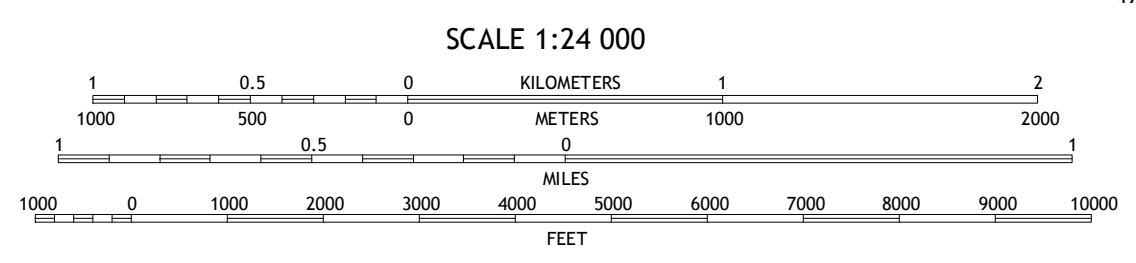 SCALE 1:24 000
1 0.5 0 KILOMETERS 1 2
1000 500 0 METERS 1000 2000
1 0.5 0 1
MILES
1000 0 1000 2000 3000 4000 5000 6000 7000 8000 9000 10000
FEET